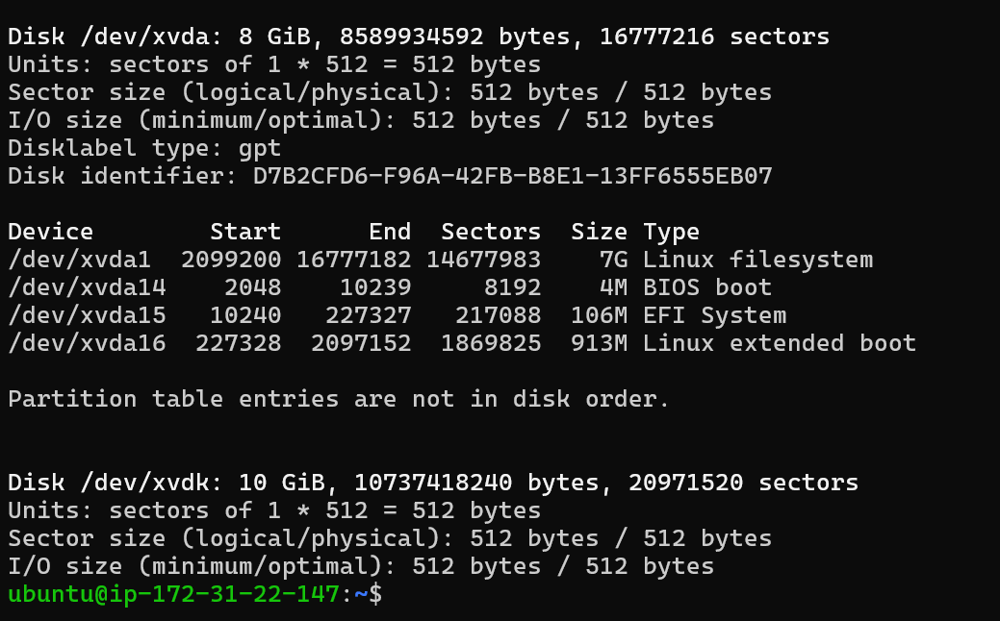 Disk /dev/xvda: 8 GiB, 8589934592 bytes, 16777216 sectors
Units: sectors of 1 * 512 = 512 bytes
Sector size (logical/physical): 512 bytes / 512 bytes
I/O size (minimum/optimal): 512 bytes / 512 bytes
Disklabel type: gpt
Disk identifier: D7B2CFD6-F96A-42FB-B8E1-13FF6555EB07
Device        Start      End  Sectors  Size Type
/dev/xvda1  2099200 16777182 14677983    7G Linux filesystem
/dev/xvda14    2048    10239     8192    4M BIOS boot
/dev/xvda15   10240   227327   217088  106M EFI System
/dev/xvda16  227328  2097152  1869825  913M Linux extended boot
Partition table entries are not in disk order.
Disk /dev/xvdk: 10 GiB, 10737418240 bytes, 20971520 sectors
Units: sectors of 1 * 512 = 512 bytes
Sector size (logical/physical): 512 bytes / 512 bytes
I/O size (minimum/optimal): 512 bytes / 512 bytes
ubuntu@ip-172-31-22-147:~$